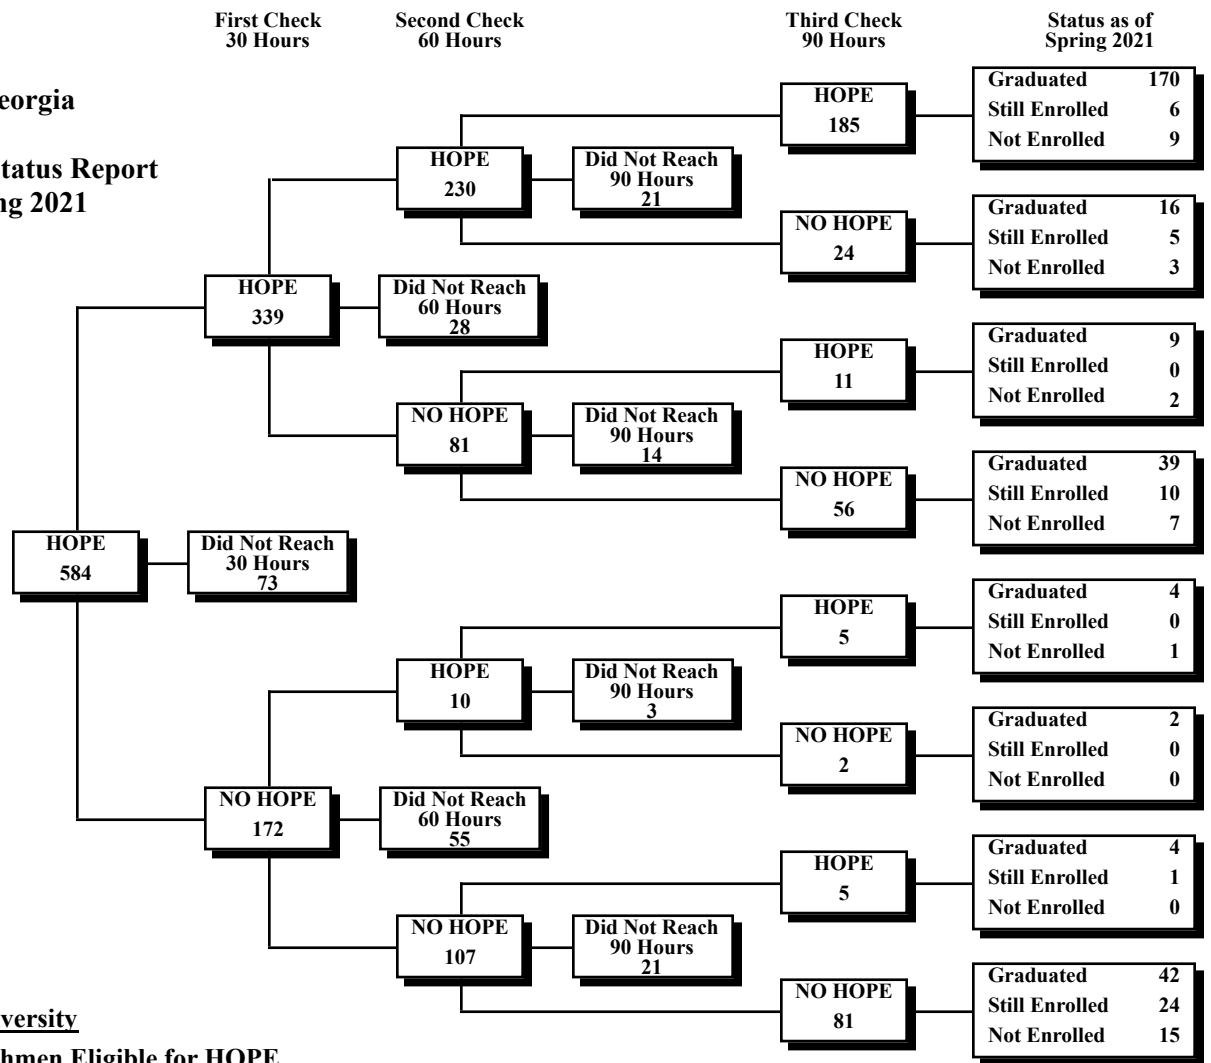 First Check
30 Hours
Second Check
60 Hours
Third Check
90 Hours
Status as of
Spring 2021
eorgia
tatus Report
ng 2021
HOPE
584
Did Not Reach
30 Hours
73
HOPE
339
Did Not Reach
60 Hours
28
HOPE
230
Did Not Reach
90 Hours
21
HOPE
185
Graduated 170
Still Enrolled 6
Not Enrolled 9
NO HOPE
24
Graduated 16
Still Enrolled 5
Not Enrolled 3
NO HOPE
81
Did Not Reach
90 Hours
14
HOPE
11
Graduated 9
Still Enrolled 0
Not Enrolled 2
NO HOPE
56
Graduated 39
Still Enrolled 10
Not Enrolled 7
NO HOPE
172
Did Not Reach
60 Hours
55
HOPE
10
Did Not Reach
90 Hours
3
HOPE
5
Graduated 4
Still Enrolled 0
Not Enrolled 1
NO HOPE
2
Graduated 2
Still Enrolled 0
Not Enrolled 0
NO HOPE
107
Did Not Reach
90 Hours
21
HOPE
5
Graduated 4
Still Enrolled 1
Not Enrolled 0
NO HOPE
81
Graduated 42
Still Enrolled 24
Not Enrolled 15
versity
hmen Eligible for HOPE